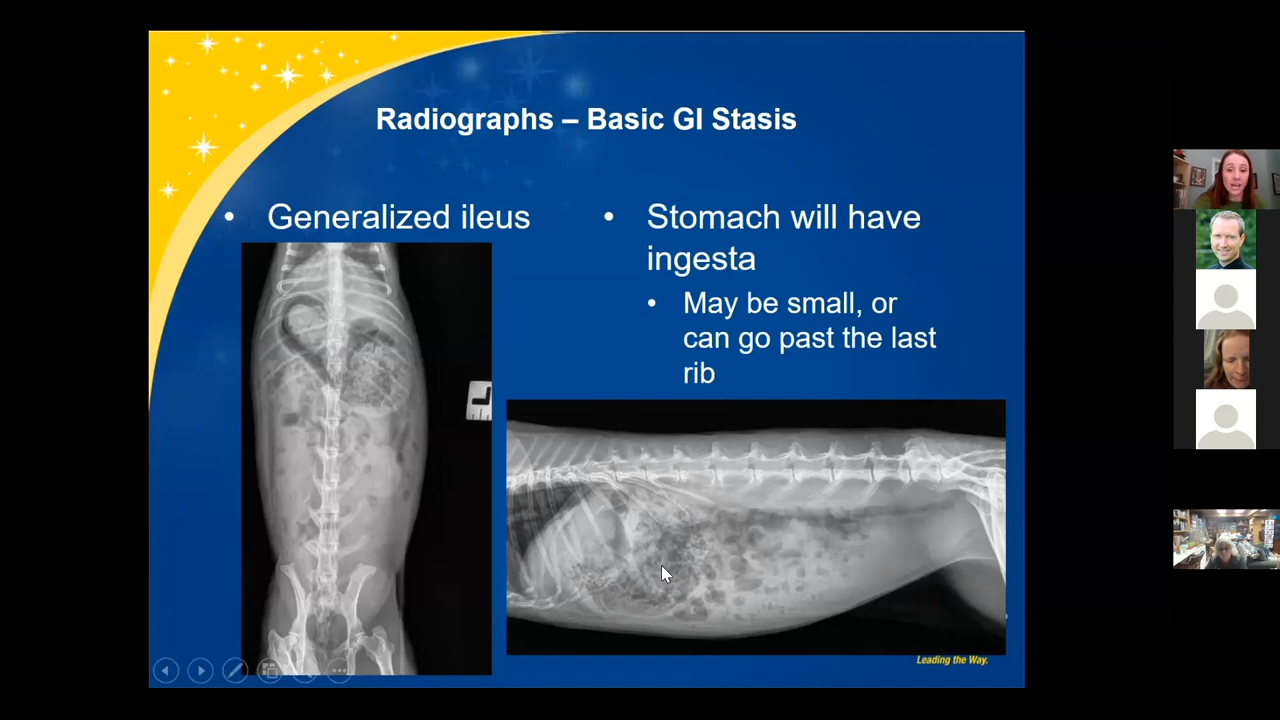 Radiographs – Basic GI Stasis
• Generalized ileus
• Stomach will have
ingesta
• May be small, or
can go past the last
rib
L
Leading the Way.